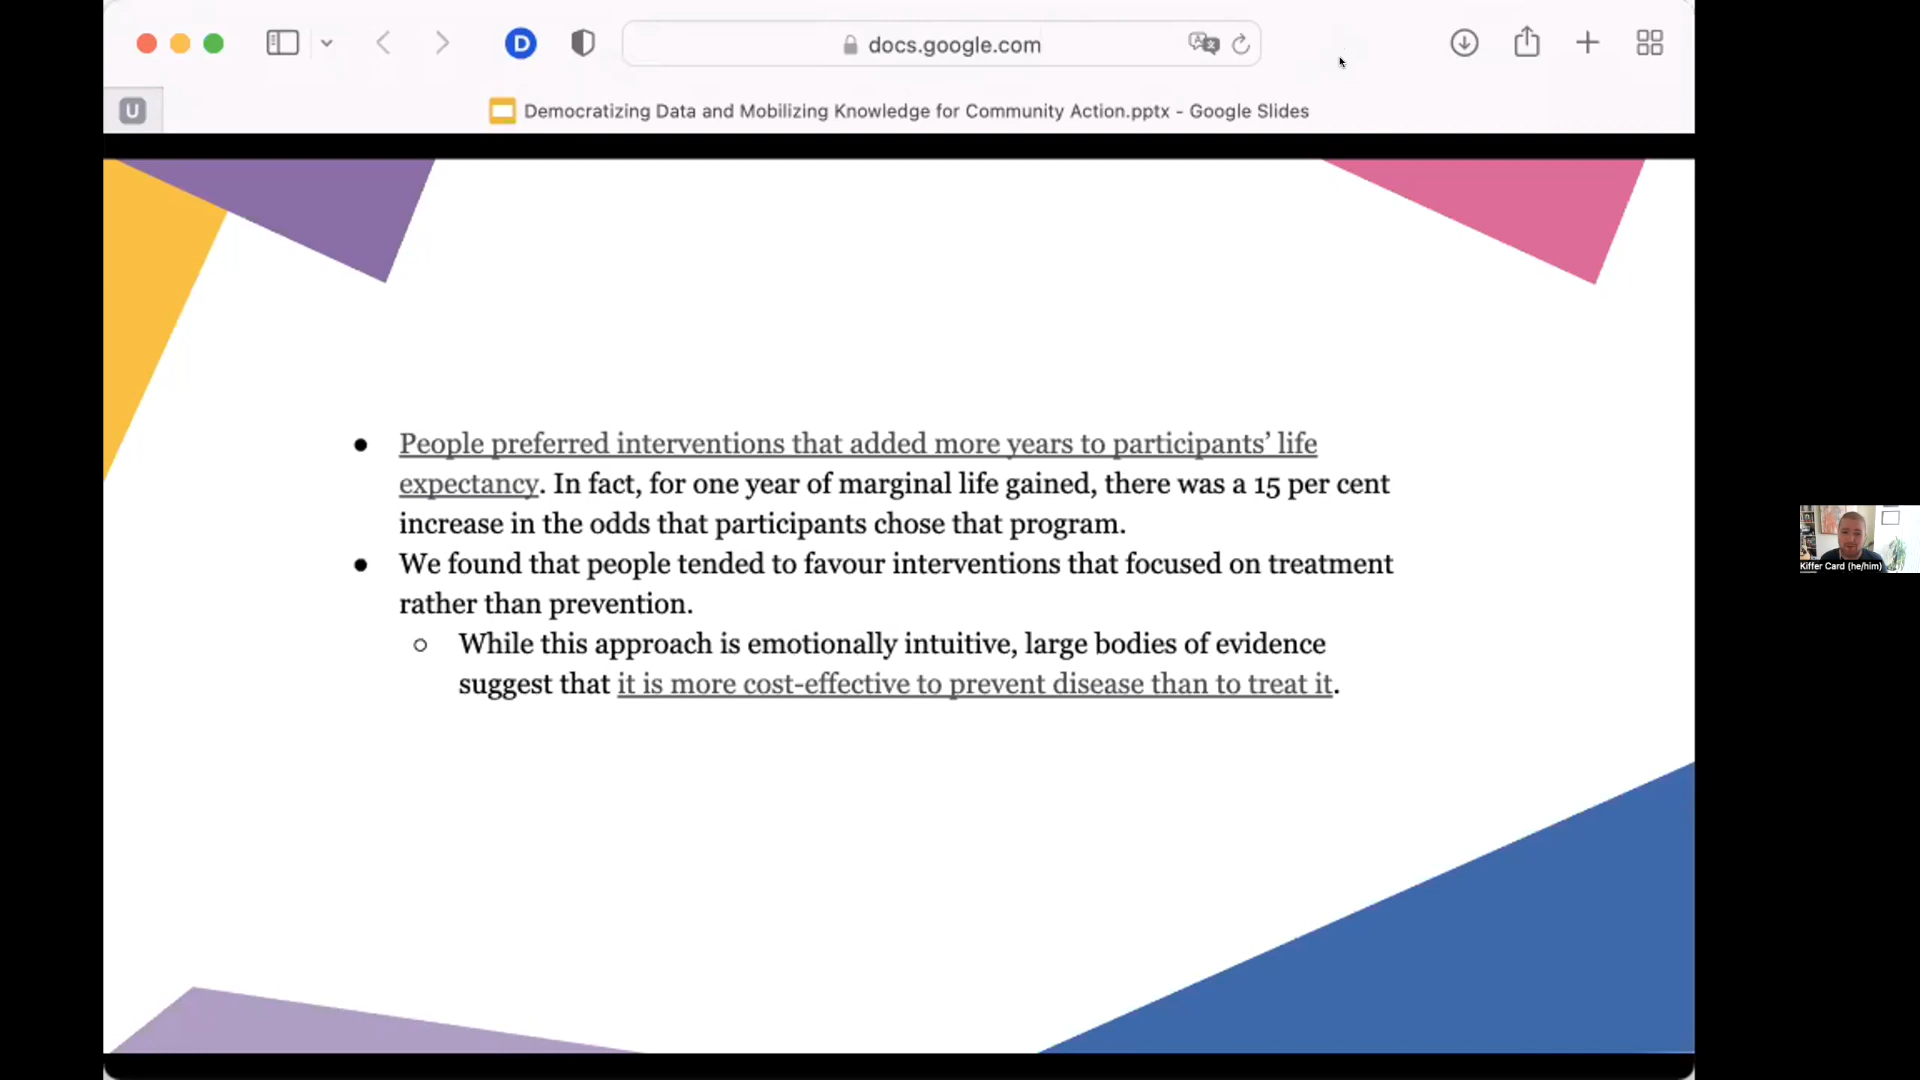 D
docs.google.com
U
Democratizing Data and Mobilizing Knowledge for Community Action.pptx - Google Slides
● People preferred interventions that added more years to participants’ life
expectancy. In fact, for one year of marginal life gained, there was a 15 per cent
increase in the odds that participants chose that program.
● We found that people tended to favour interventions that focused on treatment
rather than prevention.
○ While this approach is emotionally intuitive, large bodies of evidence
suggest that it is more cost-effective to prevent disease than to treat it.
Kiffer Card (he/him)